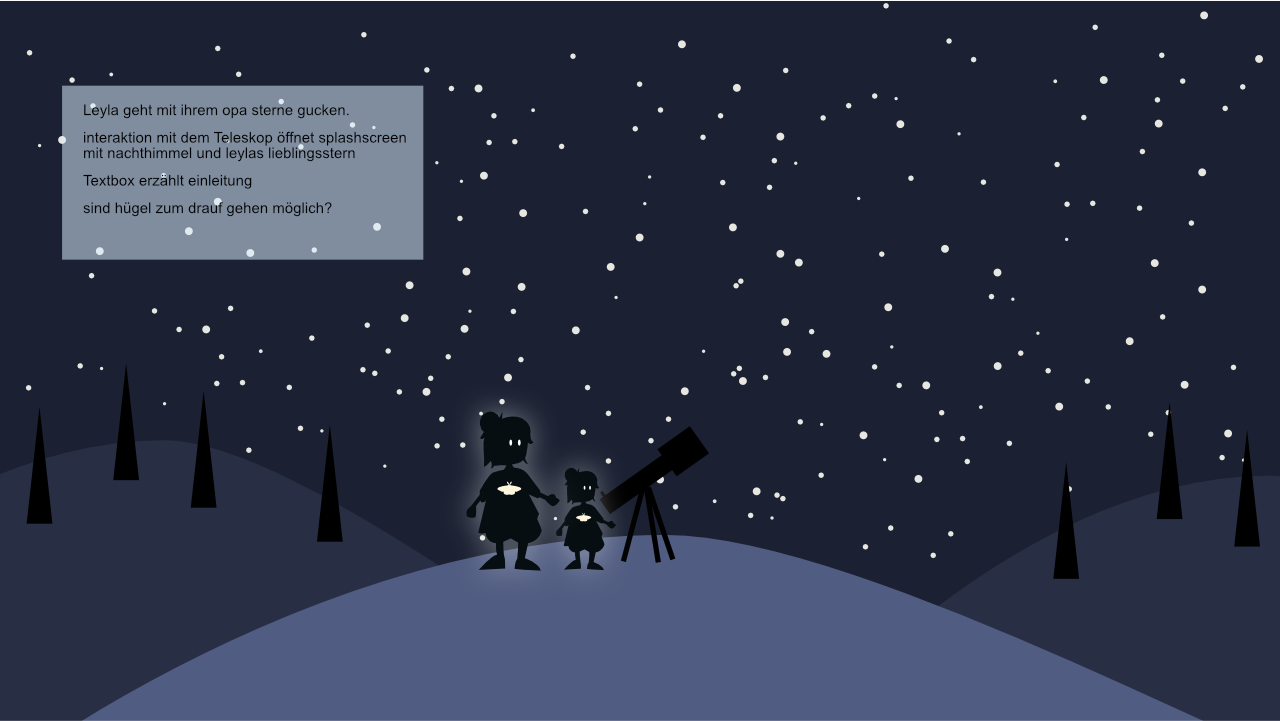 Leyla geht mit ihrem opa sterne gucken.
interaktion mit dem Teleskop öffnet splashscreen
mit nachthimmel und leylas lieblingsstern
Textbox erzählt einleitung
sind hügel zum drauf gehen möglich?